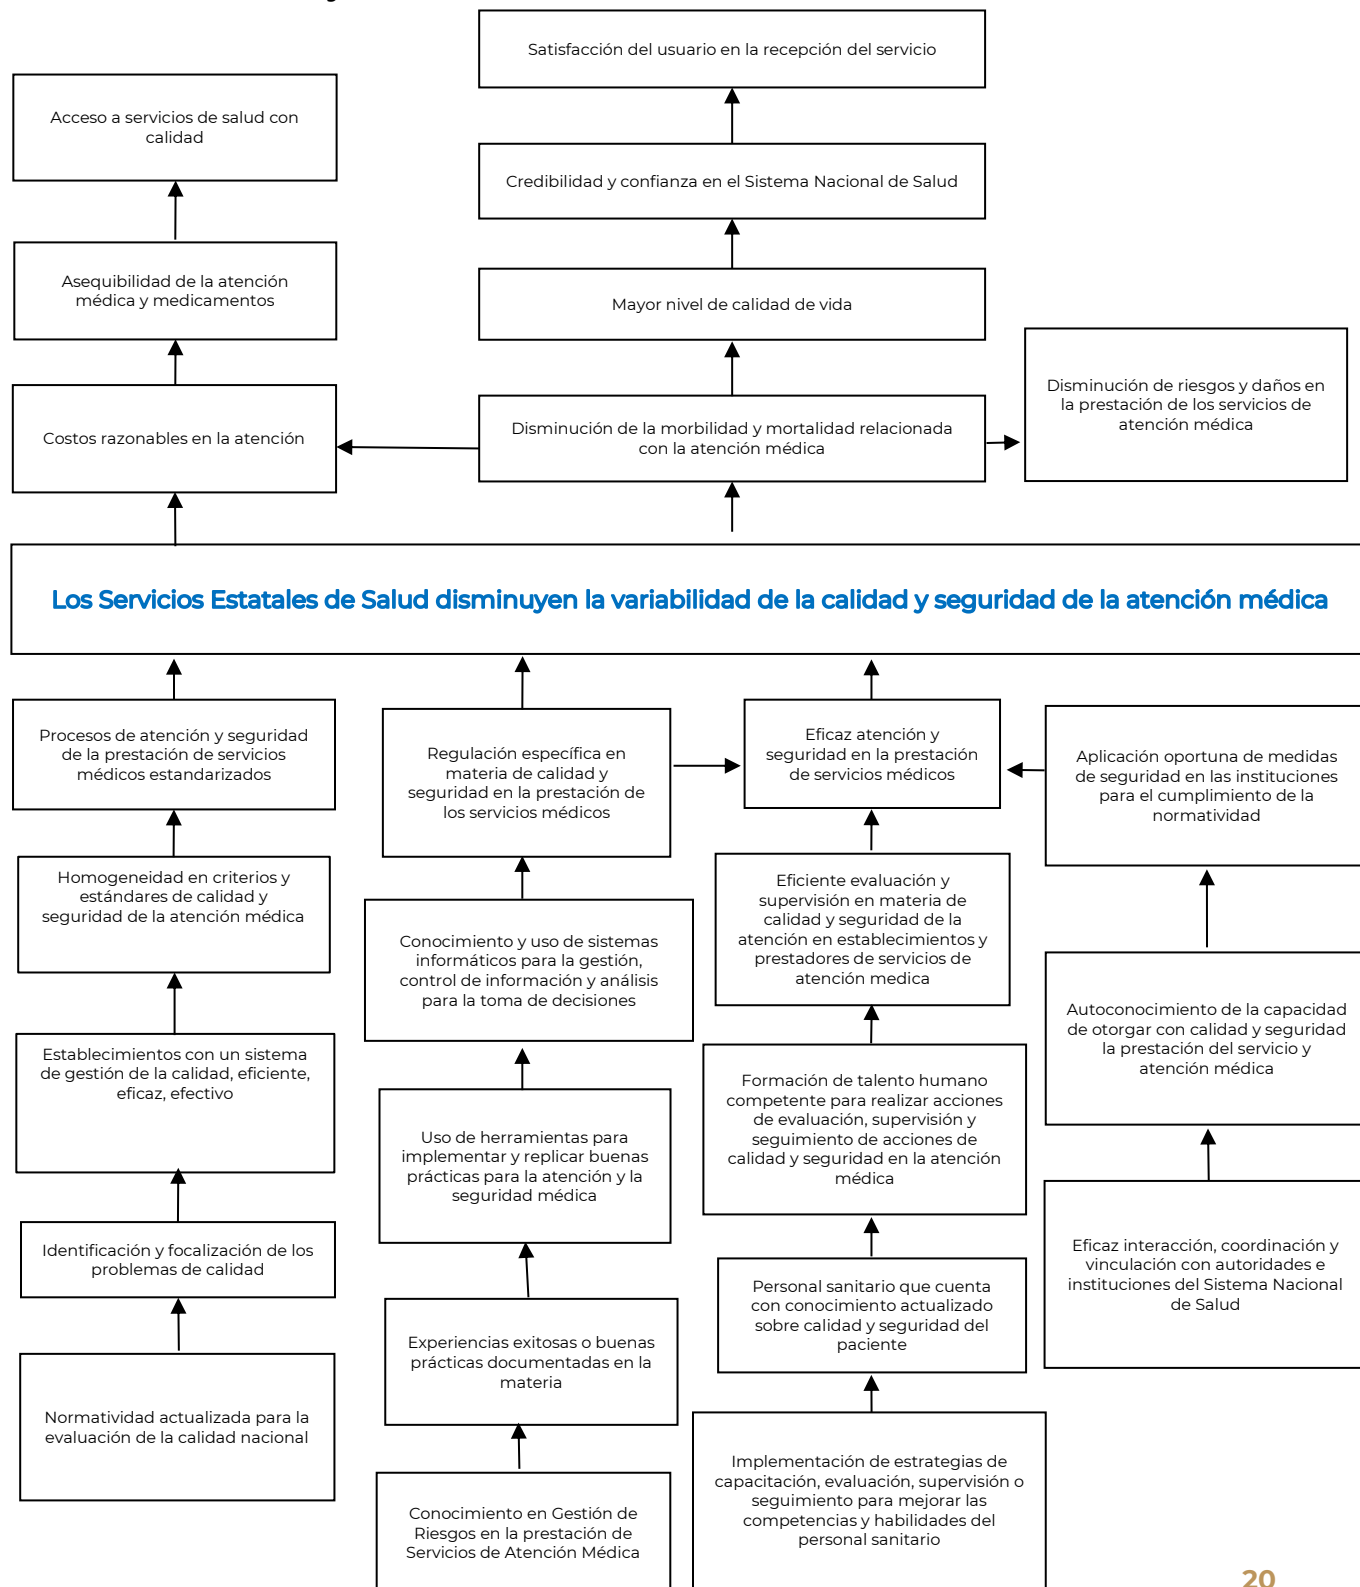 Satisfacción del usuario en la recepción del servicio
Acceso a servicios de salud con
calidad
Credibilidad y confianza en el Sistema Nacional de Salud
Asequibilidad de la atención
médica y medicamentos
Mayor nivel de calidad de vida
Disminución de riesgos y daños en
la prestación de los servicios de
atención médica
Costos razonables en la atención
Disminución de la morbilidad y mortalidad relacionada
con la atención médica
Los Servicios Estatales de Salud disminuyen la variabilidad de la calidad y seguridad de la atención médica
Procesos de atención y seguridad
de la prestación de servicios
médicos estandarizados
Regulación específica en
materia de calidad y
seguridad en la prestación de
los servicios médicos
Eficaz atención y
seguridad en la prestación
de servicios médicos
Aplicación oportuna de medidas
de seguridad en las instituciones
para el cumplimiento de la
normatividad
Homogeneidad en criterios y
estándares de calidad y
seguridad de la atención médica
Conocimiento y uso de sistemas
informáticos para la gestión,
control de información y análisis
para la toma de decisiones
Eficiente evaluación y
supervisión en materia de
calidad y seguridad de la
atención en establecimientos y
prestadores de servicios de
atención medica
Autoconocimiento de la capacidad
de otorgar con calidad y seguridad
la prestación del servicio y
atención médica
Establecimientos con un sistema
de gestión de la calidad, eficiente,
eficaz, efectivo
Uso de herramientas para
implementar y replicar buenas
prácticas para la atención y la
seguridad médica
Formación de talento humano
competente para realizar acciones
de evaluación, supervisión y
seguimiento de acciones de
calidad y seguridad en la atención
médica
Eficaz interacción, coordinación y
vinculación con autoridades e
instituciones del Sistema Nacional
de Salud
Identificación y focalización de los
problemas de calidad
Experiencias exitosas o buenas
prácticas documentadas en la
materia
Personal sanitario que cuenta
con conocimiento actualizado
sobre calidad y seguridad del
paciente
Normatividad actualizada para la
evaluación de la calidad nacional
Conocimiento en Gestión de
Riesgos en la prestación de
Servicios de Atención Médica
Implementación de estrategias de
capacitación, evaluación, supervisión o
seguimiento para mejorar las
competencias y habilidades del
personal sanitario
20